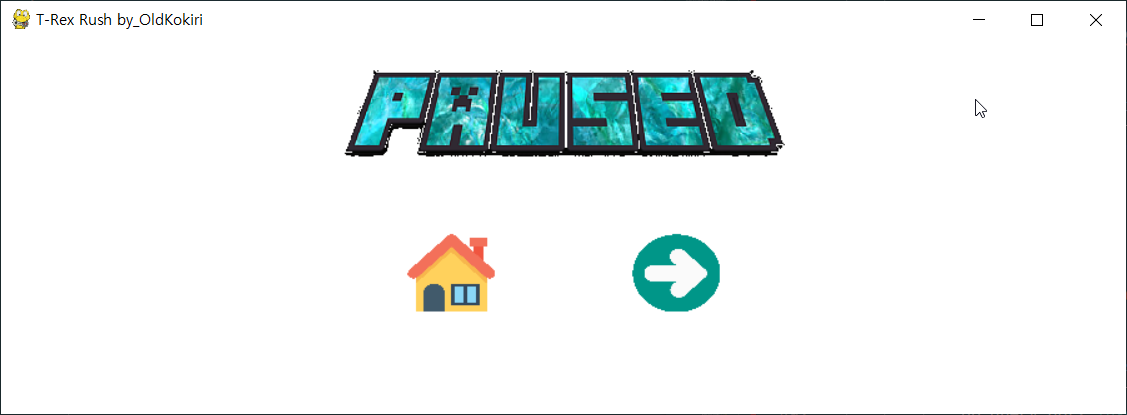 T-Rex Rush by_OldKokiri
PAUSED